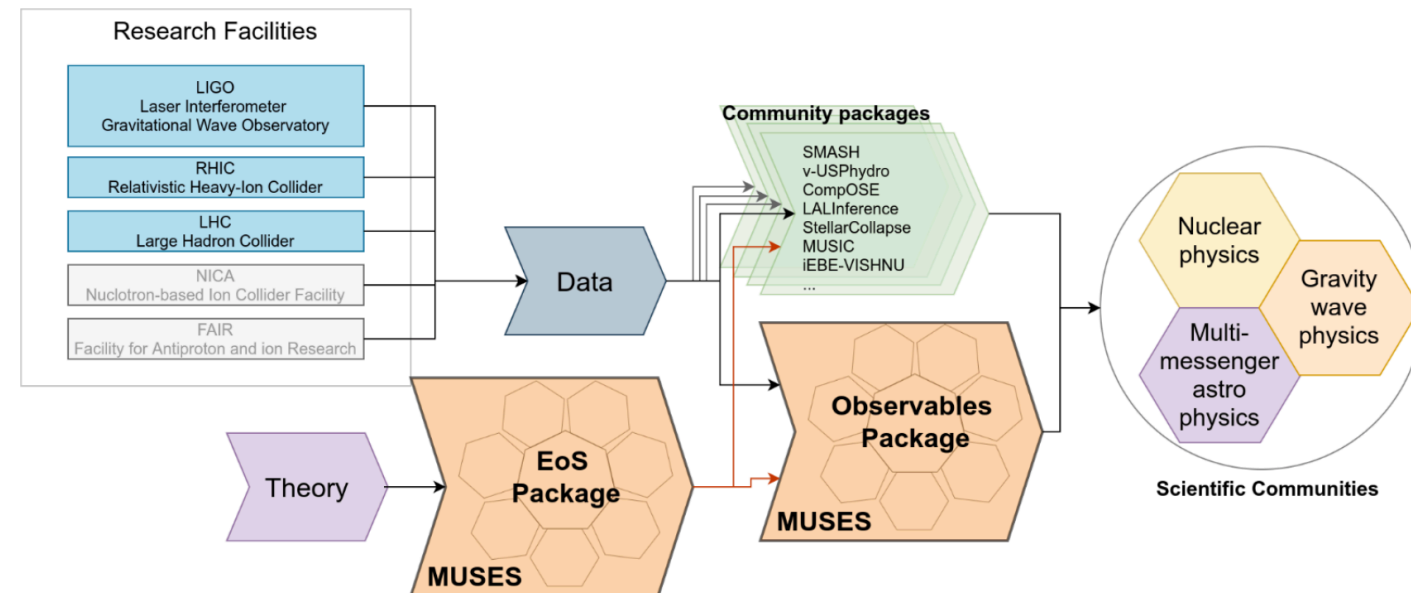 Research Facilities
LIGO
Laser Interferometer
Gravitational Wave Observatory
RHIC
Relativistic Heavy-Ion Collider
LHC
Large Hadron Collider
NICA
Nuclotron-based Ion Collider Facility
FAIR
Facility for Antiproton and ion Research
Data
Theory
EoS
Package
MUSES
Community packages
SMASH
v-USPhydro
CompOSE
LALInference
StellarCollapse
MUSIC
iEBE-VISHNU
...
Observables
Package
MUSES
Nuclear
physics
Gravity
wave
physics
Multi-
messenger
astro
physics
Scientific Communities